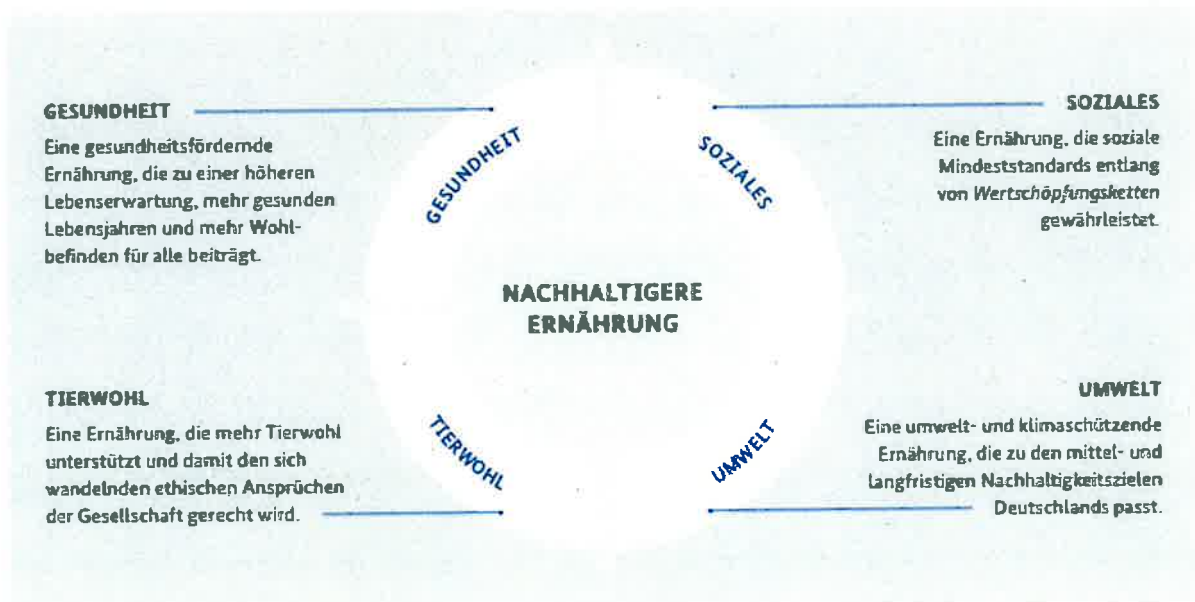 GESUNDHEIT
Eine gesundheitsfördernde
Ernährung, die zu einer höheren
Lebenserwartung, mehr gesunden
Lebensjahren und mehr Wohl-
befinden für alle beiträgt.
SOZIALES
Eine Ernährung, die soziale
Mindeststandards entlang
von Wertschöpfungsketten
gewährleistet.
GESUNDHEIT
SOZIALES
NACHHALTIGERE
ERNÄHRUNG
TIERWOHL
UMWELT
TIERWOHL
Eine Ernährung, die mehr Tierwohl
unterstützt und damit den sich
wandelnden ethischen Ansprüchen
der Gesellschaft gerecht wird.
UMWELT
Eine umwelt- und klimaschützende
Ernährung, die zu den mittel- und
langfristigen Nachhaltigkeitszielen
Deutschlands passt.